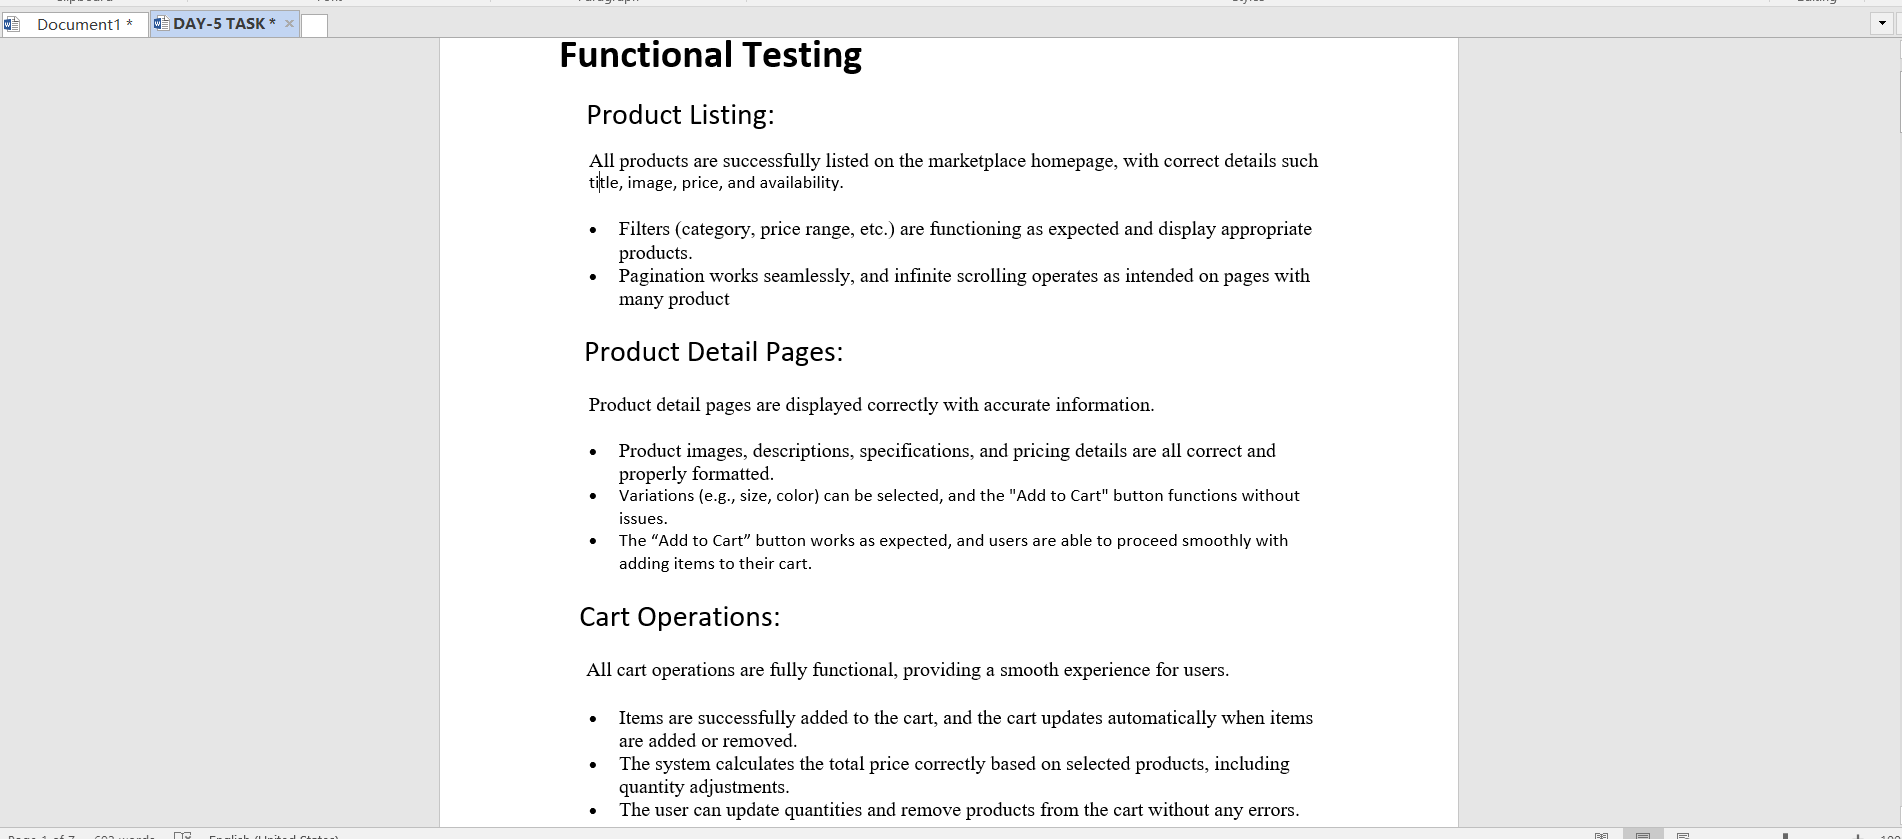 Document1 *
DAY-5 TASK *
Functional Testing
Product Listing:
All products are successfully listed on the marketplace homepage, with correct details such
title, image, price, and availability.
• Filters (category, price range, etc.) are functioning as expected and display appropriate
products.
• Pagination works seamlessly, and infinite scrolling operates as intended on pages with
many product
Product Detail Pages:
Product detail pages are displayed correctly with accurate information.
• Product images, descriptions, specifications, and pricing details are all correct and
properly formatted.
• Variations (e.g., size, color) can be selected, and the "Add to Cart" button functions without
issues.
• The “Add to Cart” button works as expected, and users are able to proceed smoothly with
adding items to their cart.
Cart Operations:
All cart operations are fully functional, providing a smooth experience for users.
• Items are successfully added to the cart, and the cart updates automatically when items
are added or removed.
• The system calculates the total price correctly based on selected products, including
quantity adjustments.
• The user can update quantities and remove products from the cart without any errors.